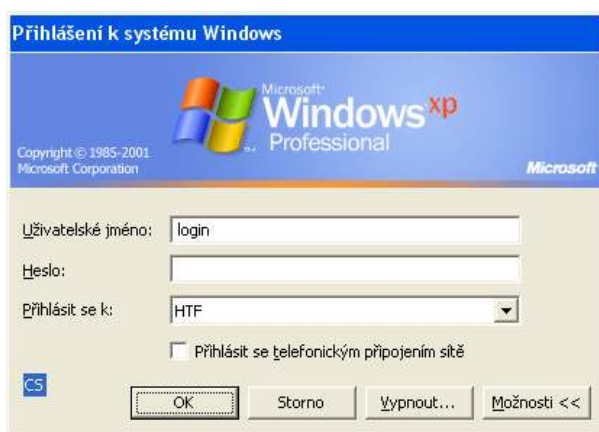 Přihlášení k systému Windows
Microsoft
Windows xp
Professional
Copyright © 1985-2001
Microsoft Corporation
Microsoft
Uživatelské jméno: login
Heslo:
Přihlásit se k: HTF
Přihlásit se telefonickým připojením sítě
CS
OK Storno Vypnout... Možnosti <<